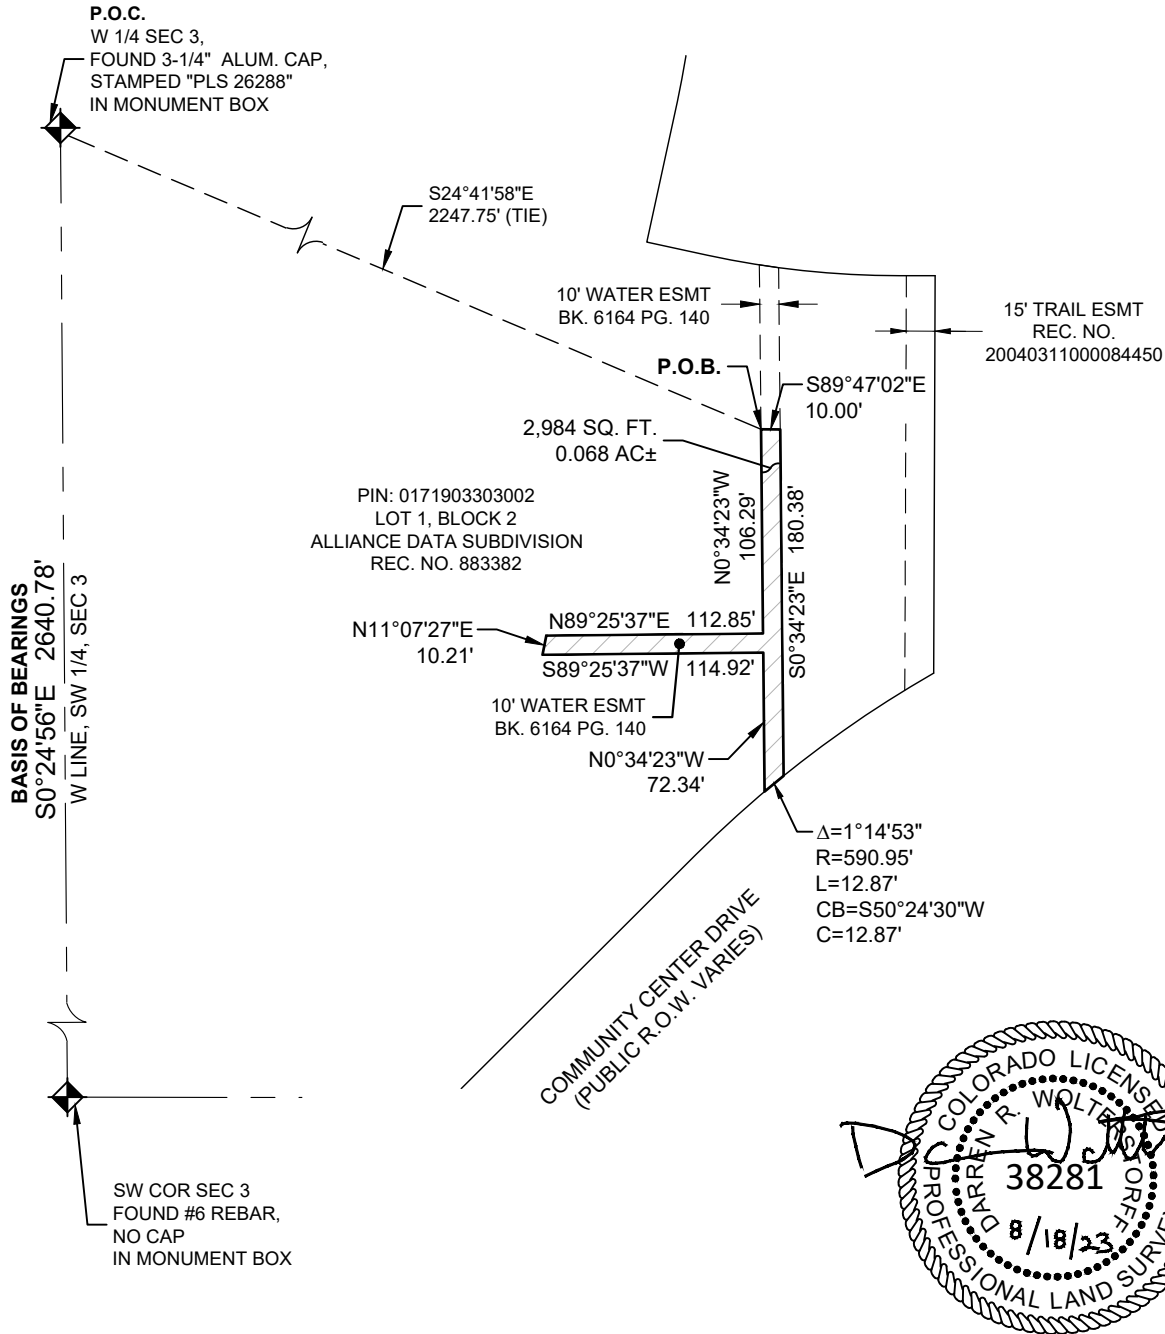 P.O.C.
W 1/4 SEC 3,
FOUND 3-1/4" ALUM. CAP,
STAMPED "PLS 26288"
IN MONUMENT BOX
S24°41'58"E
2247.75' (TIE)
10' WATER ESMT
BK. 6164 PG. 140
15' TRAIL ESMT
REC. NO.
20040311000084450
P.O.B.
S89°47'02"E
10.00'
2,984 SQ. FT.
0.068 AC±
N0°34'23"W
106.29'
S0°34'23"E 180.38'
PIN: 0171903303002
LOT 1, BLOCK 2
ALLIANCE DATA SUBDIVISION
REC. NO. 883382
BASIS OF BEARINGS
S0°24'56"E 2640.78'
W LINE, SW 1/4, SEC 3
N11°07'27"E
10.21'
N89°25'37"E 112.85'
S89°25'37"W 114.92'
10' WATER ESMT
BK. 6164 PG. 140
N0°34'23"W
72.34'
Δ=1°14'53"
R=590.95'
L=12.87'
CB=S50°24'30"W
C=12.87'
COMMUNITY CENTER DRIVE
(PUBLIC R.O.W. VARIES)
SW COR SEC 3
FOUND #6 REBAR,
NO CAP
IN MONUMENT BOX
COLORADO LICENSED
DARREN R. WOLTERSTORFF
38281
8/18/23
PROFESSIONAL LAND SURVEY